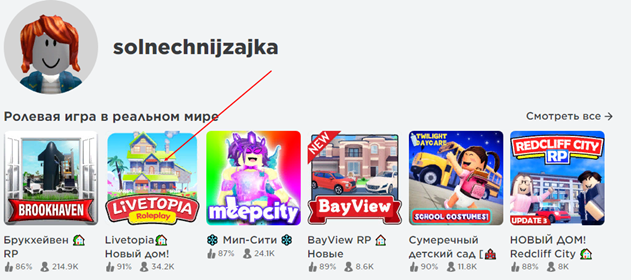 solnechnijzajka
Ролевая игра в реальном мире
Смотреть все →
BROOKHAVEN
LIVETOPIA
Roleplay
meepcity
NEW
BayView
TWILIGHT
DAYCARE
SCHOOL COSTUMES!
REDCLIFF CITY
RP
UPDATE 3
Брукхейвен 🏡
RP
86% 214.9K
Livetopia🏡
Новый дом!
91% 34.2K
❄️ Мип-Сити ❄️
87% 24.1K
BayView RP 🏠
Новые
89% 8.6K
Сумеречный
детский сад [🏫
90% 11.8K
НОВЫЙ ДОМ!
Redcliff City 🏡
88% 8K